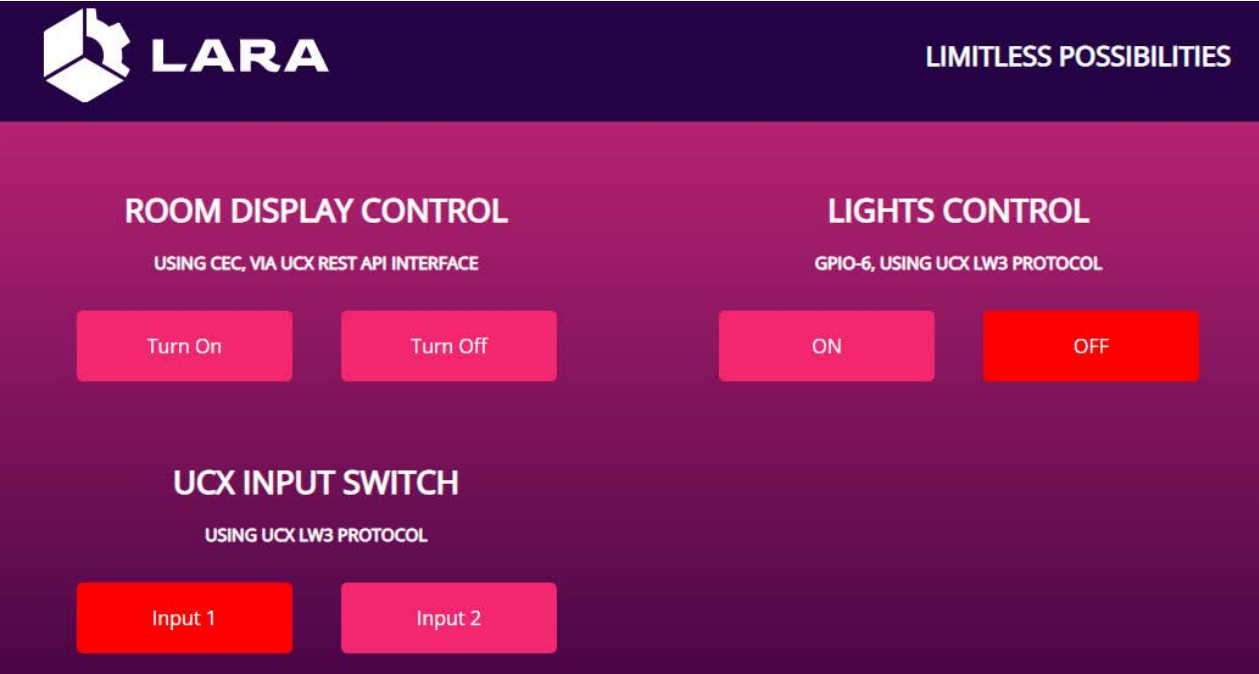 LARA
LIMITLESS POSSIBILITIES
ROOM DISPLAY CONTROL
USING CEC, VIA UCX REST API INTERFACE
Turn On
Turn Off
LIGHTS CONTROL
GPIO-6, USING UCX LW3 PROTOCOL
ON
OFF
UCX INPUT SWITCH
USING UCX LW3 PROTOCOL
Input 1
Input 2